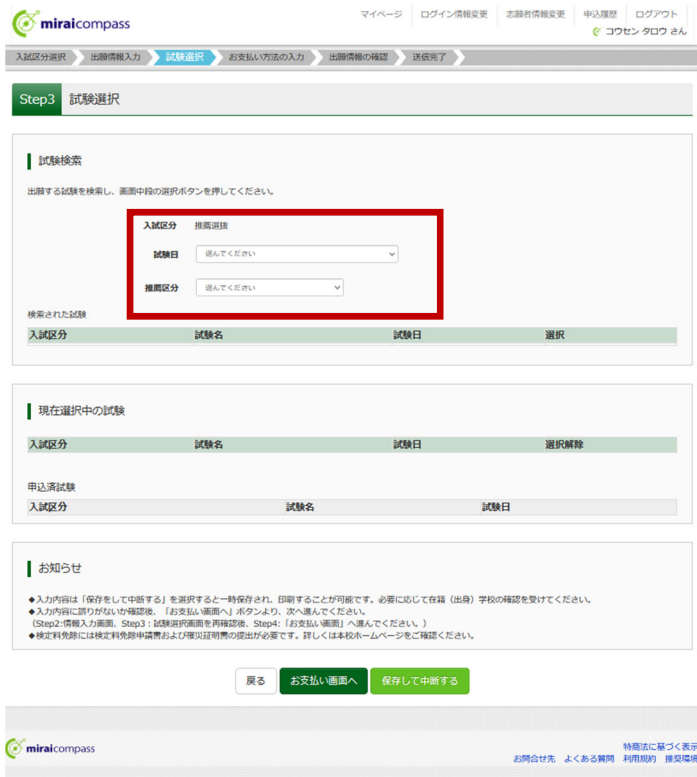 miraicompass
マイページ ログイン情報変更 志願者情報変更 申込履歴 ログアウト
コウセン タロウ さん
入試区分選択 出願情報入力 試験選択 お支払い方法の入力 出願情報の確認 送信完了
Step3 試験選択
試験検索
出願する試験を検索し、画面中段の選択ボタンを押してください。
入試区分 推薦選抜
試験日 選んでください
推薦区分 選んでください
検索された試験
入試区分 試験名 試験日 選択
現在選択中の試験
入試区分 試験名 試験日 選択解除
申込済試験
入試区分 試験名 試験日
お知らせ
◆入力内容は「保存をして中断する」を選択すると一時保存され、印刷することが可能です。必要に応じて在籍（出身）学校の確認を受けてください。
◆入力内容に誤りがないか確認後、「お支払い画面へ」ボタンより、次へ進んでください。
（Step2:情報入力画面、Step3：試験選択画面を再確認後、Step4:「お支払い画面」へ進んでください。）
◆検定料免除には検定料免除申請書および罹災証明書の提出が必要です。詳しくは本校ホームページをご確認ください。
戻る お支払い画面へ 保存して中断する
miraicompass
特商法に基づく表示
お問合せ先 よくある質問 利用規約 推奨環境